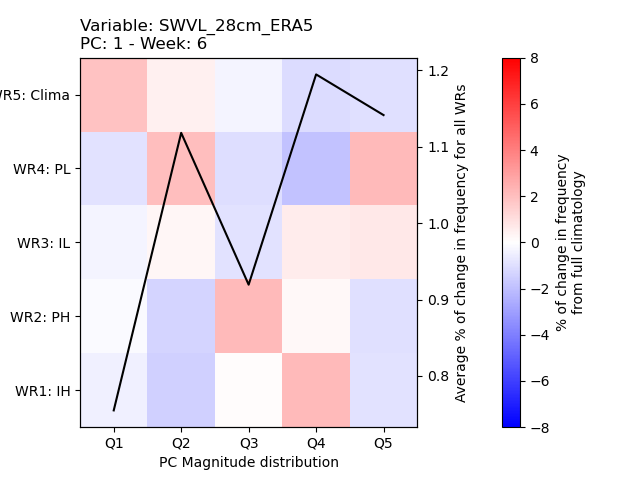 Variable: SWVL_28cm_ERA5
PC: 1 - Week: 6
WR5: Clima
WR4: PL
WR3: IL
WR2: PH
WR1: IH
Q1 Q2 Q3 Q4 Q5
PC Magnitude distribution
1.2
1.1
1.0
0.9
0.8
Average % of change in frequency for all WRs
8
6
4
2
0
−2
−4
−6
−8
% of change in frequency
from full climatology